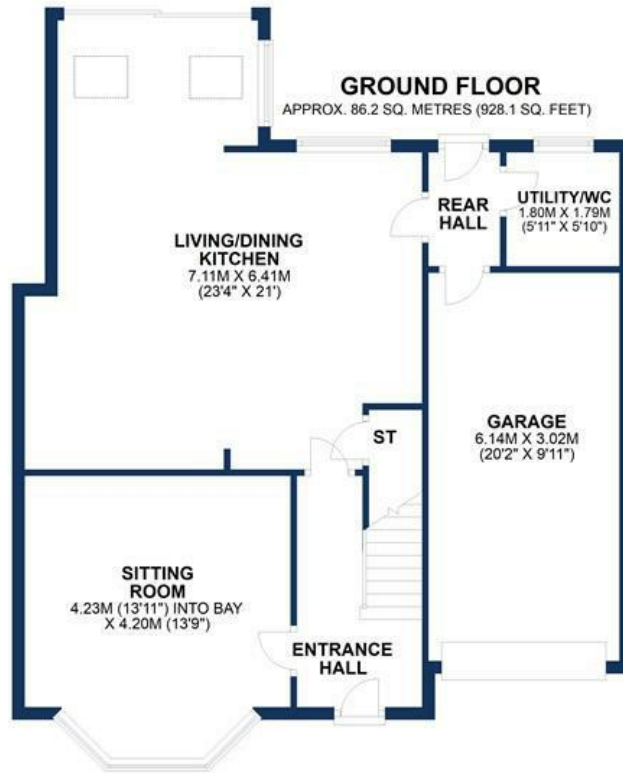 GROUND FLOOR
APPROX. 86.2 SQ. METRES (928.1 SQ. FEET)
UTILITY/WC
1.80M X 1.79M
(5'11" X 5'10")
REAR
HALL
LIVING/DINING
KITCHEN
7.11M X 6.41M
(23'4" X 21')
ST
GARAGE
6.14M X 3.02M
(20'2" X 9'11")
SITTING
ROOM
4.23M (13'11") INTO BAY
X 4.20M (13'9")
ENTRANCE
HALL